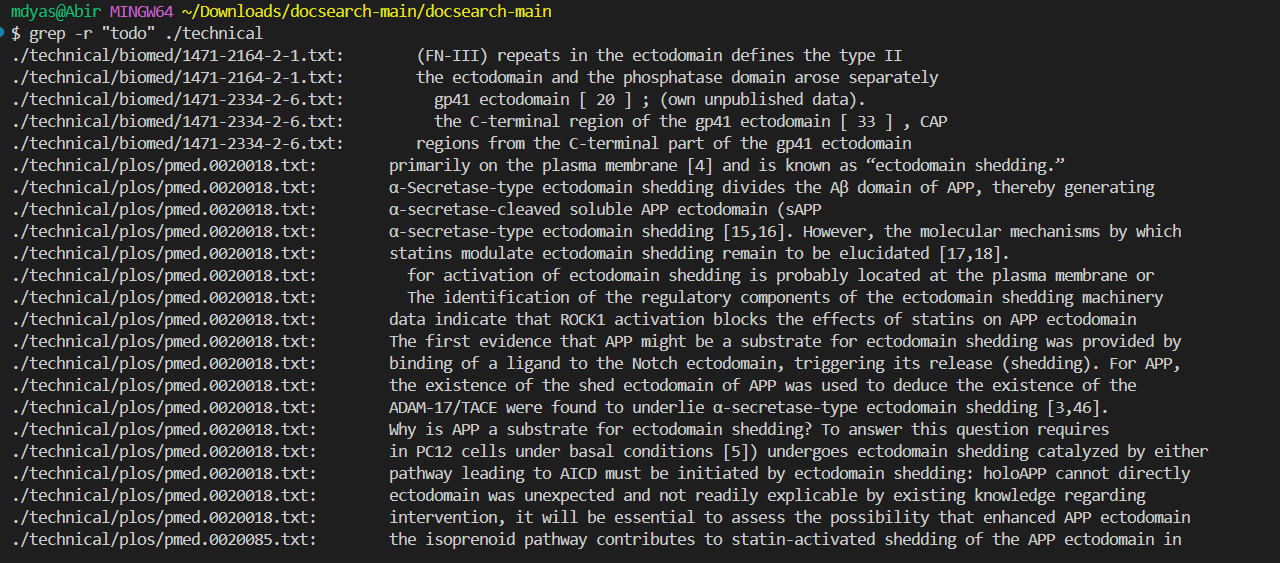 mdyas@Abir MINGW64 ~/Downloads/docsearch-main/docsearch-main
$ grep -r "todo" ./technical
./technical/biomed/1471-2164-2-1.txt:        (FN-III) repeats in the ectodomain defines the type II
./technical/biomed/1471-2164-2-1.txt:        the ectodomain and the phosphatase domain arose separately
./technical/biomed/1471-2334-2-6.txt:          gp41 ectodomain [ 20 ] ; (own unpublished data).
./technical/biomed/1471-2334-2-6.txt:          the C-terminal region of the gp41 ectodomain [ 33 ] , CAP
./technical/biomed/1471-2334-2-6.txt:        regions from the C-terminal part of the gp41 ectodomain
./technical/plos/pmed.0020018.txt:        primarily on the plasma membrane [4] and is known as “ectodomain shedding.”
./technical/plos/pmed.0020018.txt:        α-Secretase-type ectodomain shedding divides the Aβ domain of APP, thereby generating
./technical/plos/pmed.0020018.txt:        α-secretase-cleaved soluble APP ectodomain (sAPP
./technical/plos/pmed.0020018.txt:        α-secretase-type ectodomain shedding [15,16]. However, the molecular mechanisms by which
./technical/plos/pmed.0020018.txt:        statins modulate ectodomain shedding remain to be elucidated [17,18].
./technical/plos/pmed.0020018.txt:          for activation of ectodomain shedding is probably located at the plasma membrane or
./technical/plos/pmed.0020018.txt:          The identification of the regulatory components of the ectodomain shedding machinery
./technical/plos/pmed.0020018.txt:        data indicate that ROCK1 activation blocks the effects of statins on APP ectodomain
./technical/plos/pmed.0020018.txt:        The first evidence that APP might be a substrate for ectodomain shedding was provided by
./technical/plos/pmed.0020018.txt:        binding of a ligand to the Notch ectodomain, triggering its release (shedding). For APP,
./technical/plos/pmed.0020018.txt:        the existence of the shed ectodomain of APP was used to deduce the existence of the
./technical/plos/pmed.0020018.txt:        ADAM-17/TACE were found to underlie α-secretase-type ectodomain shedding [3,46].
./technical/plos/pmed.0020018.txt:        Why is APP a substrate for ectodomain shedding? To answer this question requires
./technical/plos/pmed.0020018.txt:        in PC12 cells under basal conditions [5]) undergoes ectodomain shedding catalyzed by either
./technical/plos/pmed.0020018.txt:        pathway leading to AICD must be initiated by ectodomain shedding: holoAPP cannot directly
./technical/plos/pmed.0020018.txt:        ectodomain was unexpected and not readily explicable by existing knowledge regarding
./technical/plos/pmed.0020018.txt:        intervention, it will be essential to assess the possibility that enhanced APP ectodomain
./technical/plos/pmed.0020085.txt:        the isoprenoid pathway contributes to statin-activated shedding of the APP ectodomain in